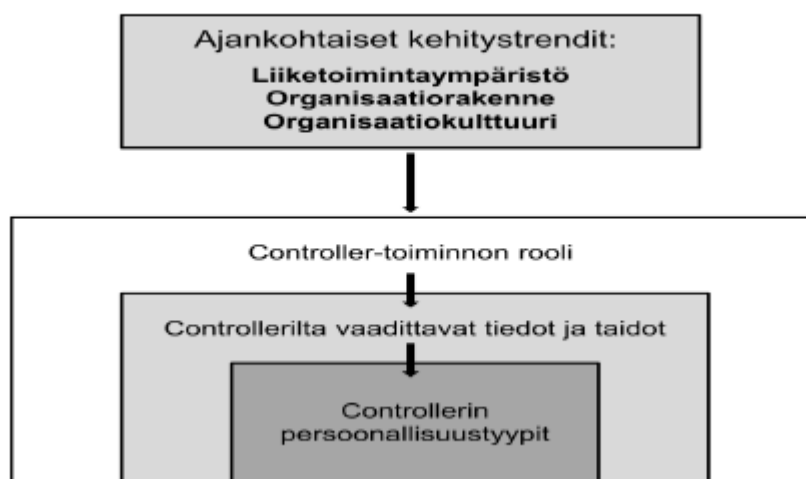 Ajankohtaiset kehitystrendit:
Liiketoimintaympäristö
Organisaatiorakenne
Organisaatiokulttuuri
Controller-toiminnon rooli
Controllerilta vaadittavat tiedot ja taidot
Controllerin
persoonallisuustyypit